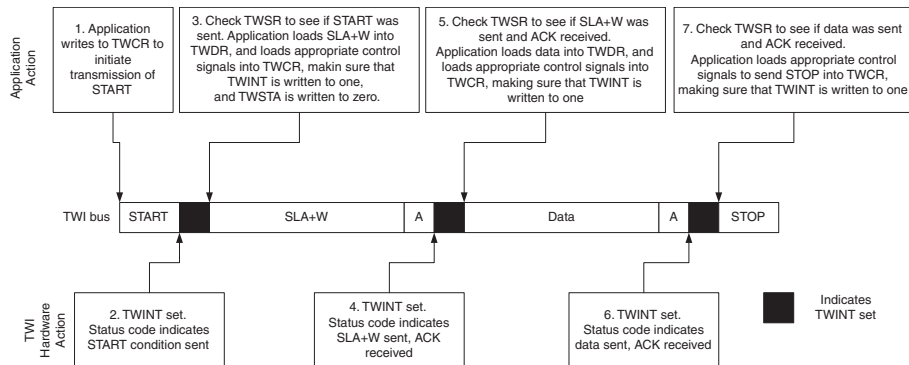 Application
Action
1. Application
writes to TWCR to
initiate
transmission of
START
3. Check TWSR to see if START was
sent. Application loads SLA+W into
TWDR, and loads appropriate control
signals into TWCR, makin sure that
TWINT is written to one,
and TWSTA is written to zero.
5. Check TWSR to see if SLA+W was
sent and ACK received.
Application loads data into TWDR, and
loads appropriate control signals into
TWCR, making sure that TWINT is
written to one
7. Check TWSR to see if data was sent
and ACK received.
Application loads appropriate control
signals to send STOP into TWCR,
making sure that TWINT is written to one
TWI bus
START
SLA+W
A
Data
A
STOP
TWI
Hardware
Action
2. TWINT set.
Status code indicates
START condition sent
4. TWINT set.
Status code indicates
SLA+W sent, ACK
received
6. TWINT set.
Status code indicates
data sent, ACK received
Indicates
TWINT set